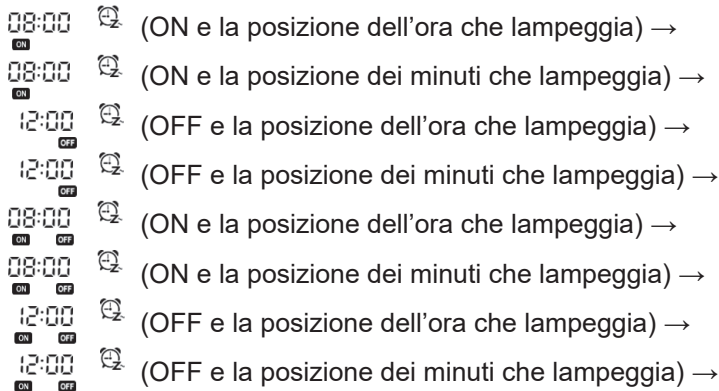 08:00 (ON e la posizione dell’ora che lampeggia) →
ON
08:00 (ON e la posizione dei minuti che lampeggia) →
ON
12:00 (OFF e la posizione dell’ora che lampeggia) →
OFF
12:00 (OFF e la posizione dei minuti che lampeggia) →
OFF
08:00 (ON e la posizione dell’ora che lampeggia) →
ON OFF
08:00 (ON e la posizione dei minuti che lampeggia) →
ON OFF
12:00 (OFF e la posizione dell’ora che lampeggia) →
ON OFF
12:00 (OFF e la posizione dei minuti che lampeggia) →
ON OFF